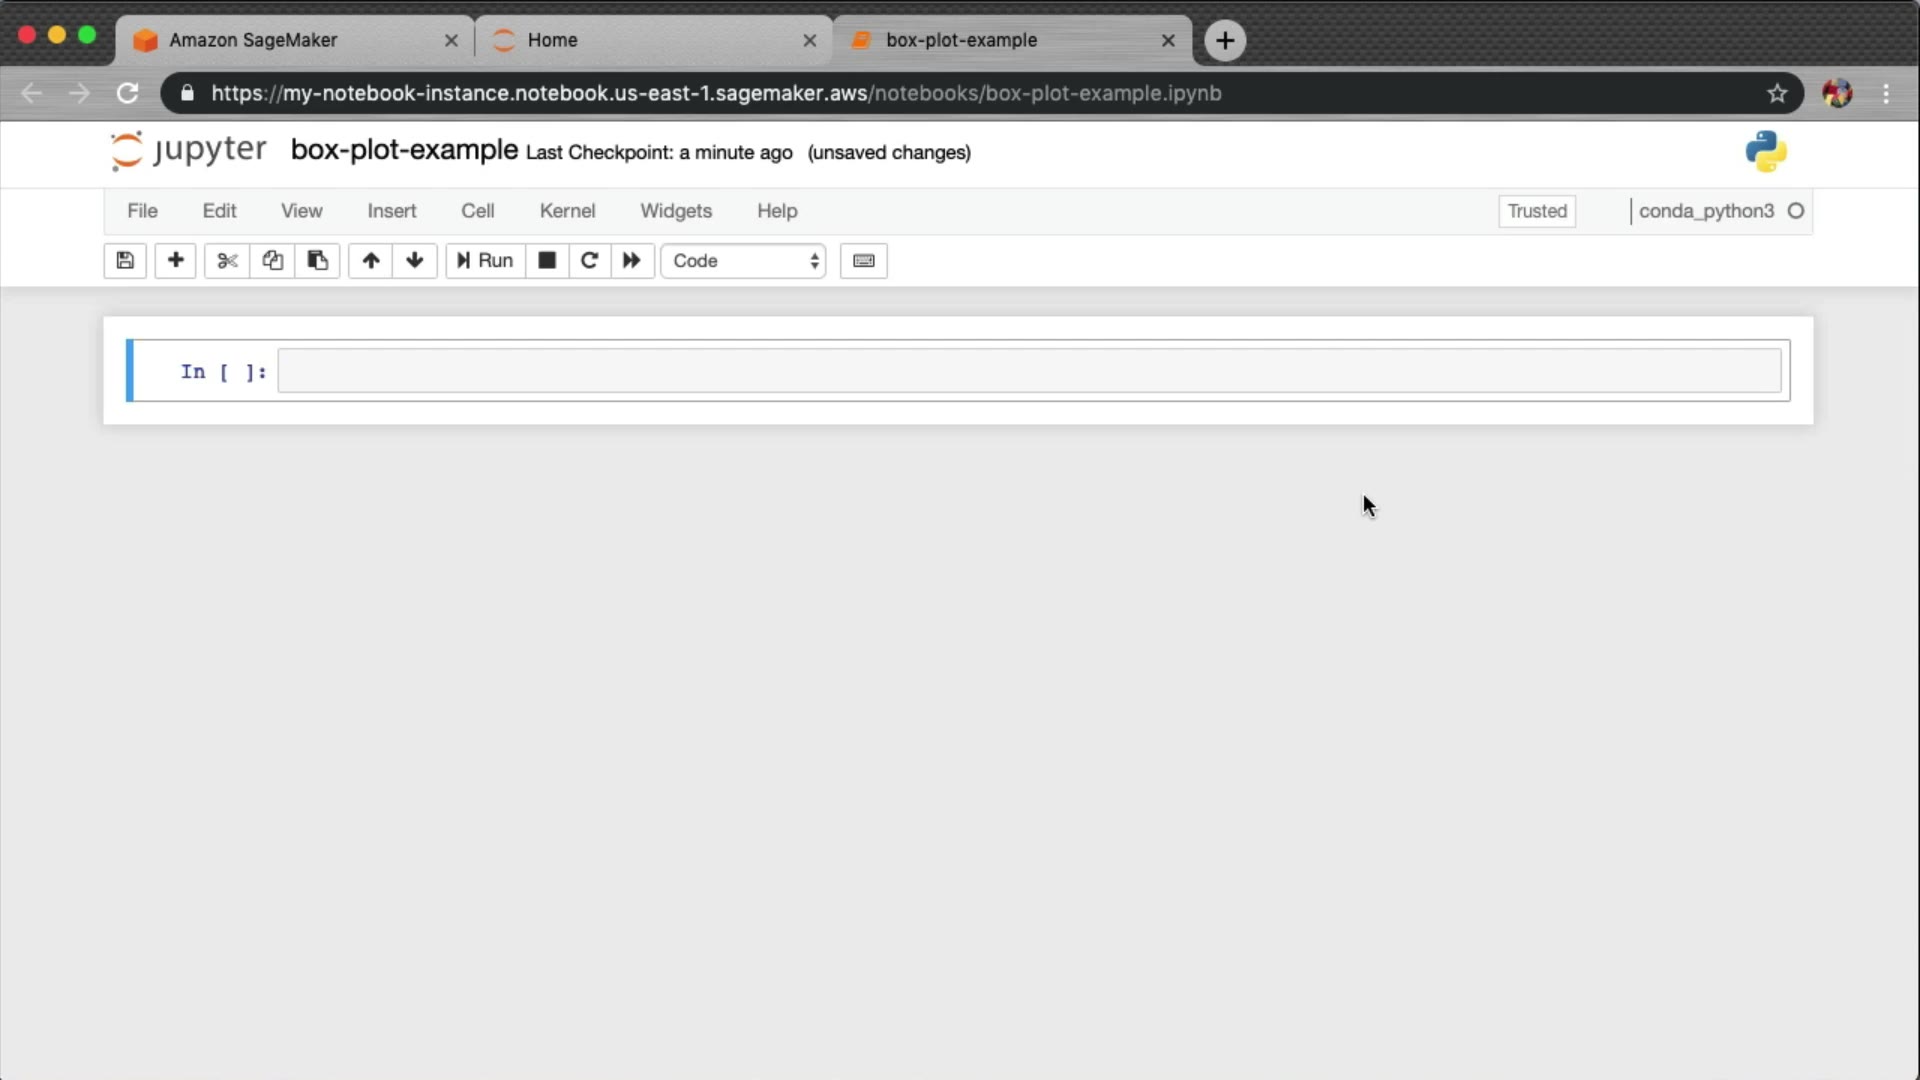 Amazon SageMaker
Home
box-plot-example
https://my-notebook-instance.notebook.us-east-1.sagemaker.aws/notebooks/box-plot-example.ipynb
jupyter box-plot-example Last Checkpoint: a minute ago (unsaved changes)
File Edit View Insert Cell Kernel Widgets Help Trusted conda_python3
Run Code
In [ ]: